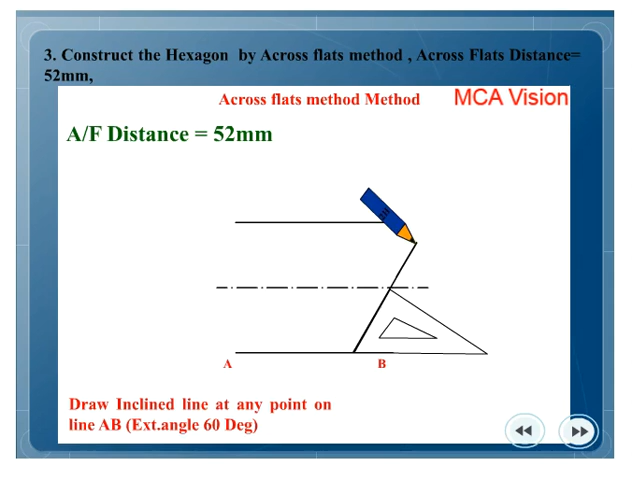 3. Construct the Hexagon by Across flats method , Across Flats Distance=
52mm,
Across flats method Method
MCA Vision
A/F Distance = 52mm
A
B
Draw Inclined line at any point on
line AB (Ext.angle 60 Deg)